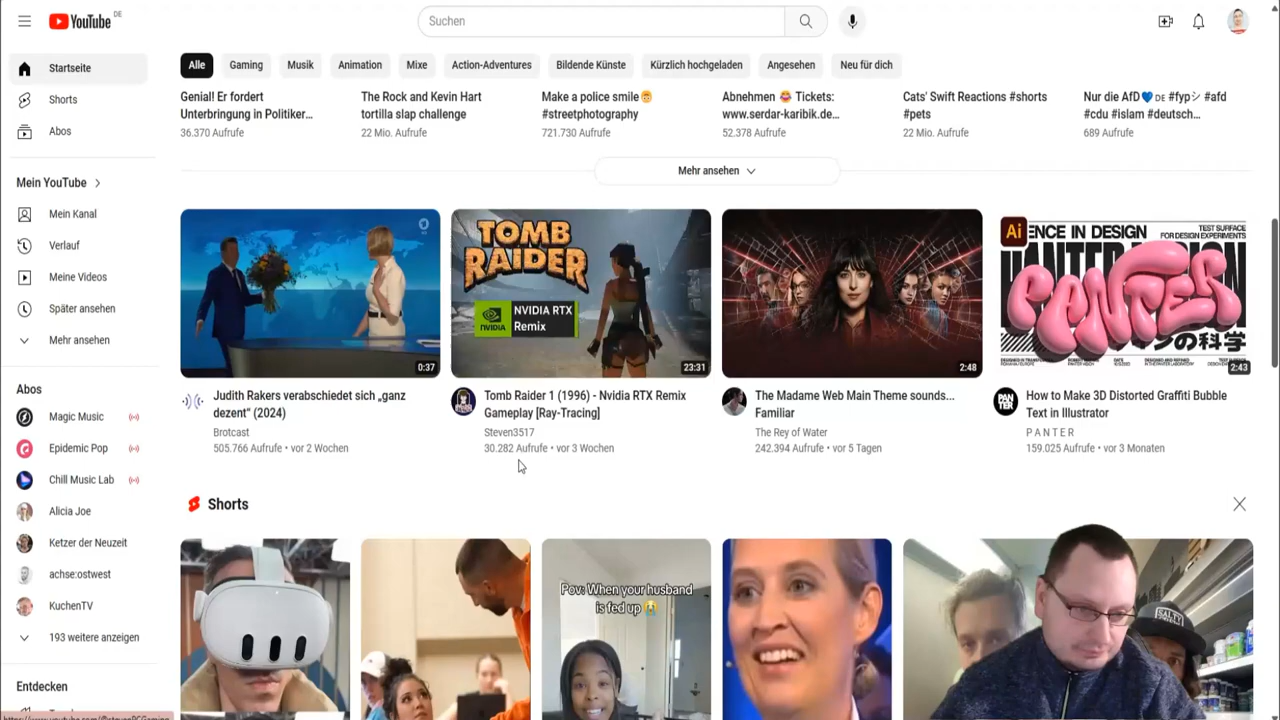 YouTube DE
Suchen
Startseite
Shorts
Abos
Mein YouTube
Mein Kanal
Verlauf
Meine Videos
Später ansehen
Mehr ansehen
Abos
Magic Music
Epidemic Pop
Chill Music Lab
Alicia Joe
Ketzer der Neuzeit
achse:ostwest
KuchenTV
193 weitere anzeigen
Entdecken
Alle
Gaming
Musik
Animation
Mixe
Action-Adventures
Bildende Künste
Kürzlich hochgeladen
Angesehen
Neu für dich
Genial! Er fordert
Unterbringung in Politiker...
36.370 Aufrufe
The Rock and Kevin Hart
tortilla slap challenge
22 Mio. Aufrufe
Make a police smile🙂
#streetphotography
721.730 Aufrufe
Abnehmen 😂 Tickets:
www.serdar-karibik.de...
52.378 Aufrufe
Cats' Swift Reactions #shorts
#pets
22 Mio. Aufrufe
Nur die AfD💙 DE #fypシ #afd
#cdu #islam #deutsch...
689 Aufrufe
Mehr ansehen
0:37
Judith Rakers verabschiedet sich „ganz
dezent" (2024)
Brotcast
505.766 Aufrufe • vor 2 Wochen
TOMB
RAIDER
NVIDIA
NVIDIA RTX
Remix
23:31
Tomb Raider 1 (1996) - Nvidia RTX Remix
Gameplay [Ray-Tracing]
Steven3517
30.282 Aufrufe • vor 3 Wochen
2:48
The Madame Web Main Theme sounds...
Familiar
The Rey of Water
242.394 Aufrufe • vor 5 Tagen
Ai
ENCE IN DESIGN
TEST SURFACE
FOR DESIGN EXPERIMENTS
PANTER
ンの科学
2:43
PAN
TER
How to Make 3D Distorted Graffiti Bubble
Text in Illustrator
P A N T E R
159.025 Aufrufe • vor 3 Monaten
Shorts
Pov: When your husband
is fed up 😭
SALTY